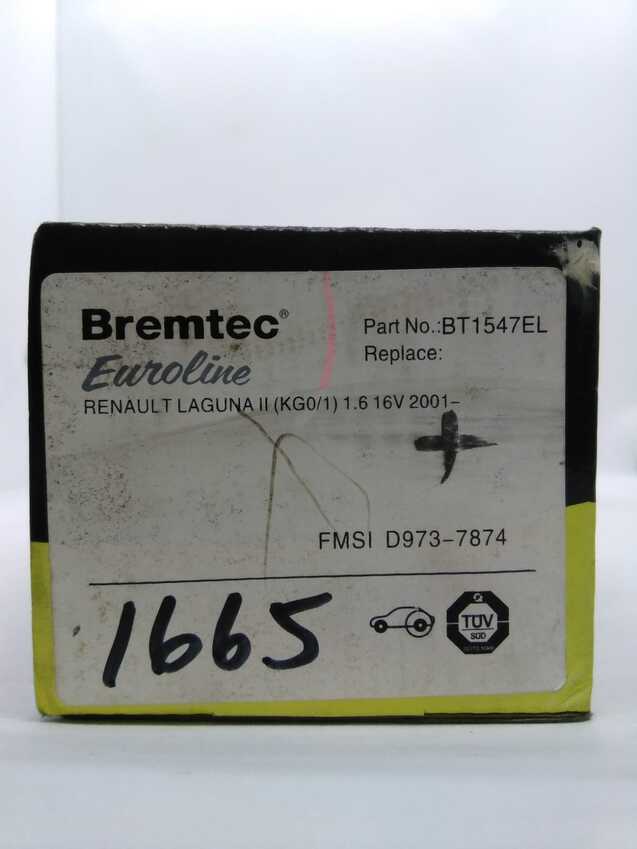 Bremtec®
Euroline
Part No.:BT1547EL
Replace:
RENAULT LAGUNA II (KG0/1) 1.6 16V 2001–
FMSI D973–7874
1665
TÜV
SÜD